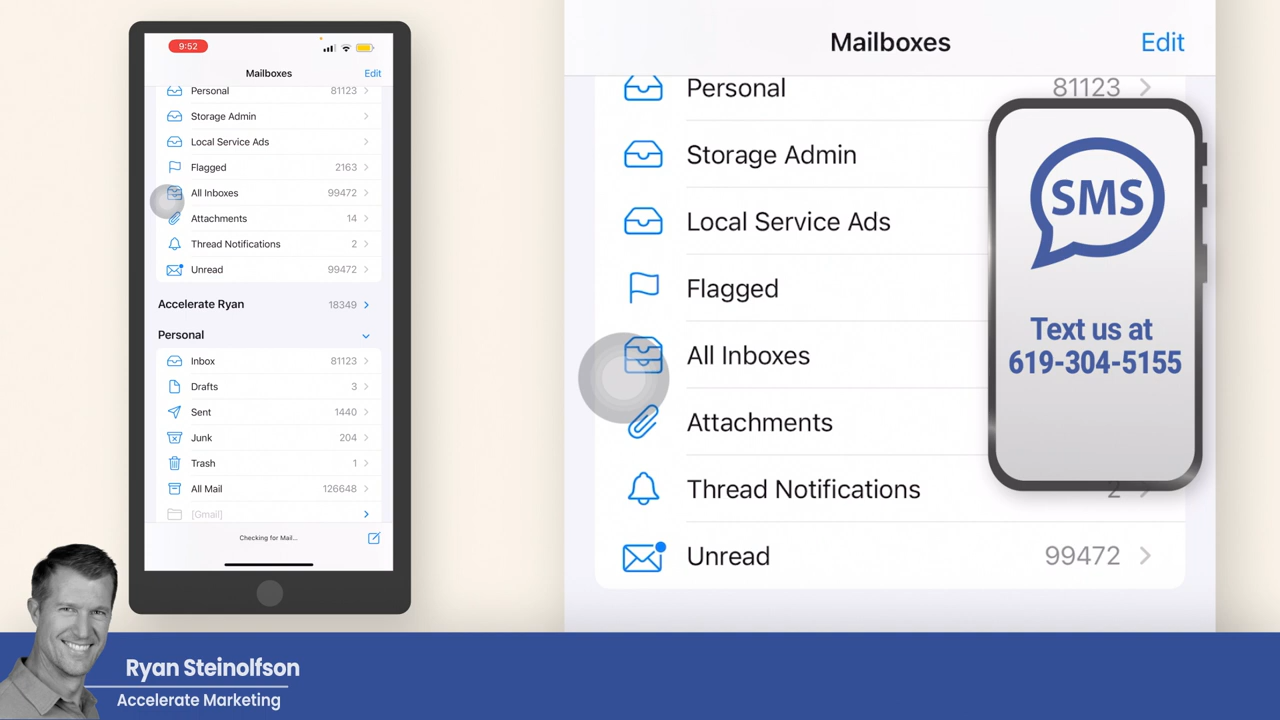 9:52
Mailboxes
Edit
Personal 81123
Storage Admin
Local Service Ads
Flagged 2163
All Inboxes 99472
Attachments 14
Thread Notifications 2
Unread 99472
Accelerate Ryan 18349
Personal
Inbox 81123
Drafts 3
Sent 1440
Junk 204
Trash 1
All Mail 126648
[Gmail]
Checking for Mail...
Mailboxes
Edit
Personal 81123
Storage Admin
Local Service Ads
Flagged
All Inboxes
Attachments
Thread Notifications 2
Unread 99472
SMS
Text us at
619-304-5155
Ryan Steinolfson
Accelerate Marketing